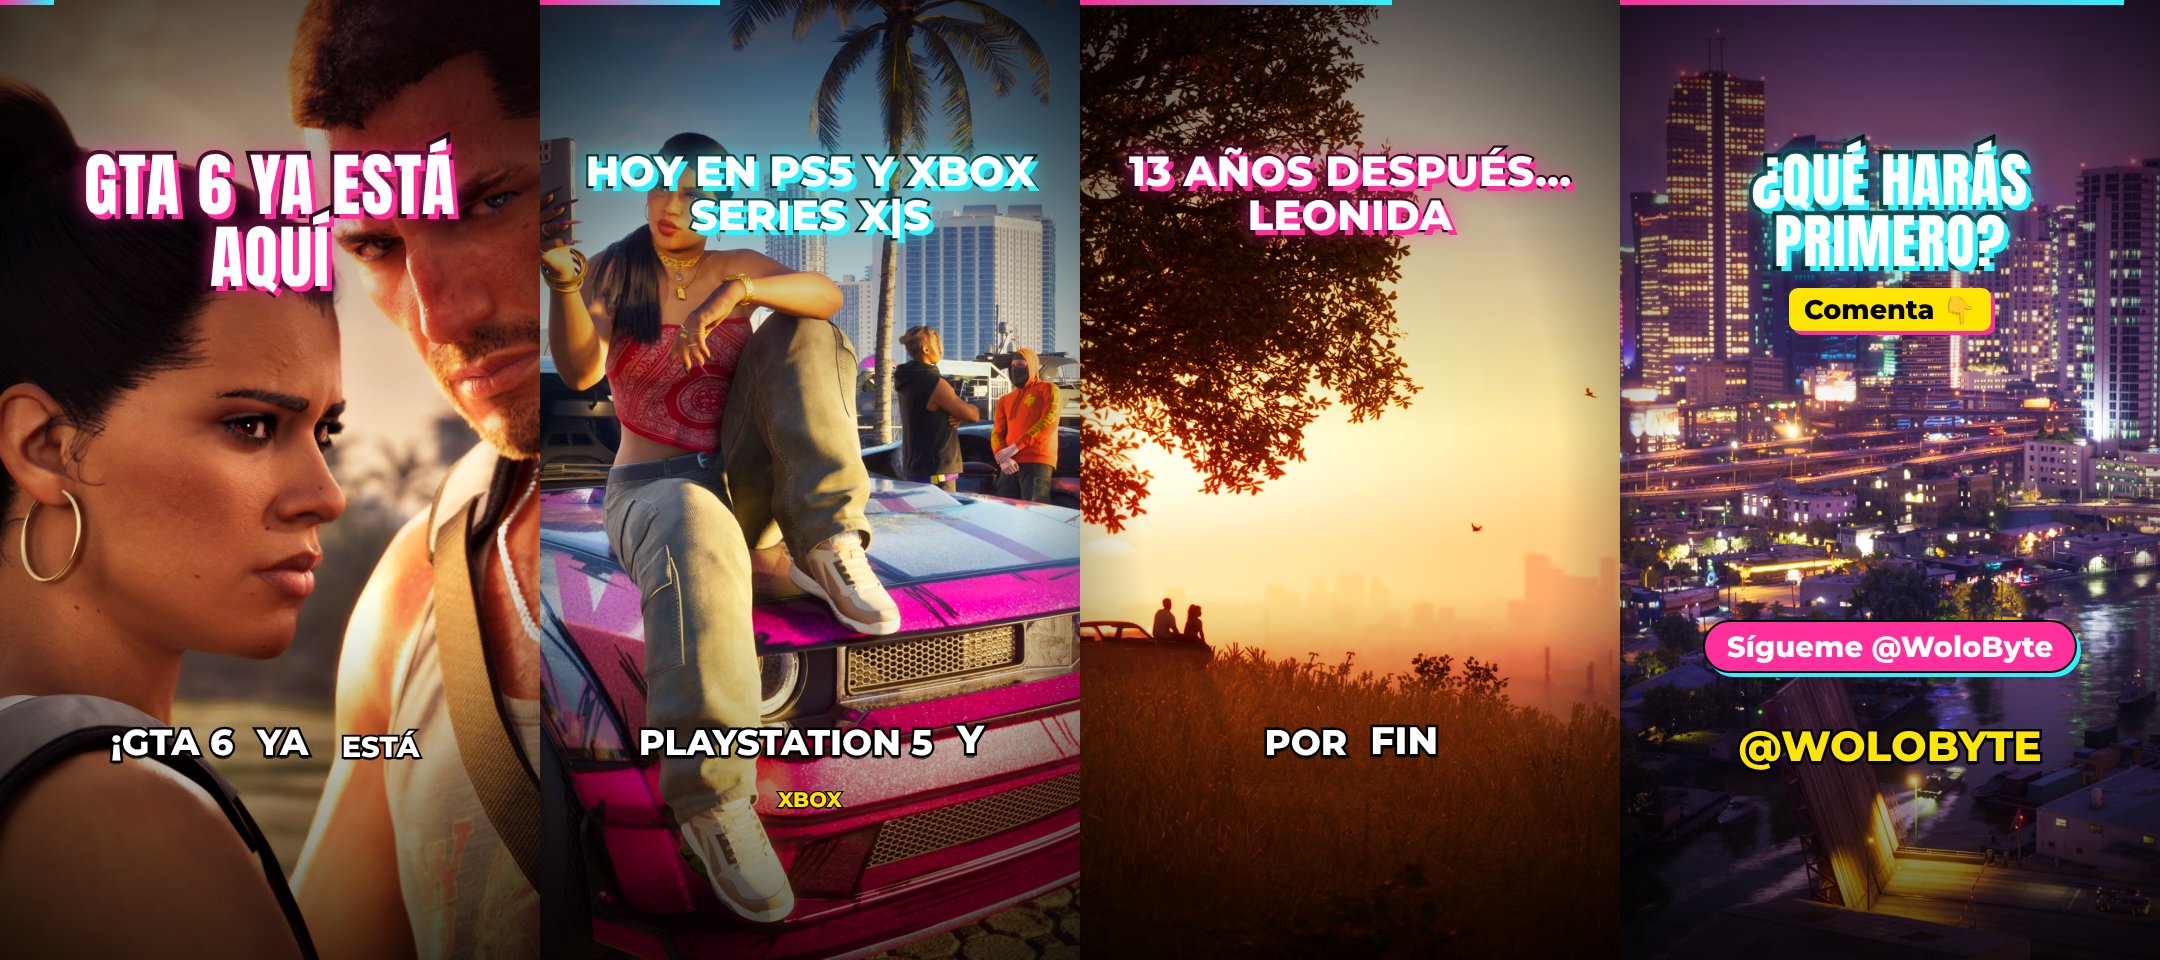 GTA 6 YA ESTÁ
AQUÍ
¡GTA 6 YA ESTÁ
HOY EN PS5 Y XBOX
SERIES X|S
PLAYSTATION 5 Y
XBOX
13 AÑOS DESPUÉS...
LEONIDA
POR FIN
¿QUÉ HARÁS
PRIMERO?
Comenta 👇
Sígueme @WoloByte
@WOLOBYTE